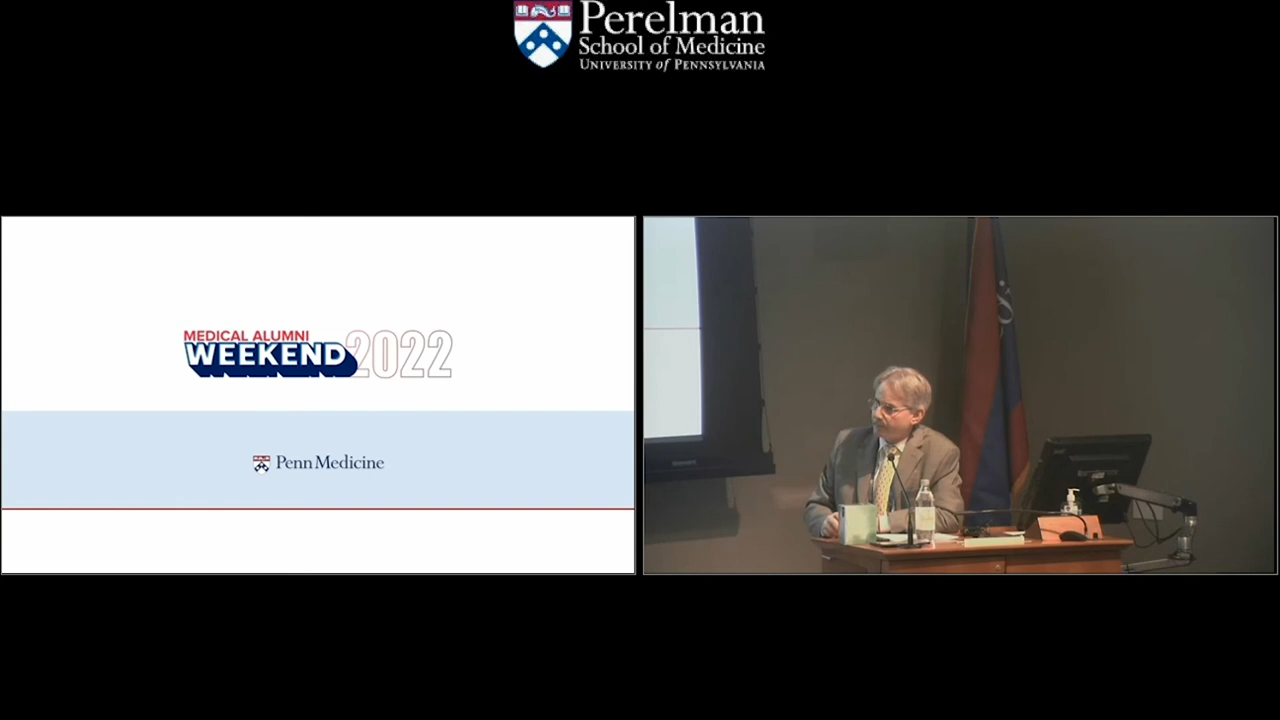 Perelman
School of Medicine
UNIVERSITY of PENNSYLVANIA
MEDICAL ALUMNI
WEEKEND 2022
Penn Medicine